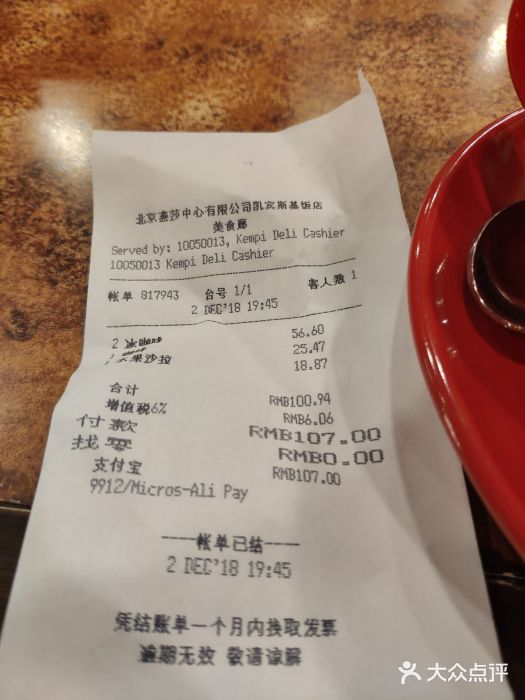 北京燕莎中心有限公司凯宾斯基饭店
美食廊
Served by: 10050013, Kempi Deli Cashier
10050013 Kempi Deli Cashier
帐单 817943 台号 1/1 客人数 1
2 DEC'18 19:45
2 冰 56.60
25.47
果沙拉 18.87
合计 RMB100.94
增值税6% RMB6.06
付款 RMB107.00
找零 RMB0.00
支付宝 RMB107.00
9912/Micros-Ali Pay
----帐单已结----
2 DEC'18 19:45
凭结账单一个月内换取发票
逾期无效 敬请谅解
大众点评